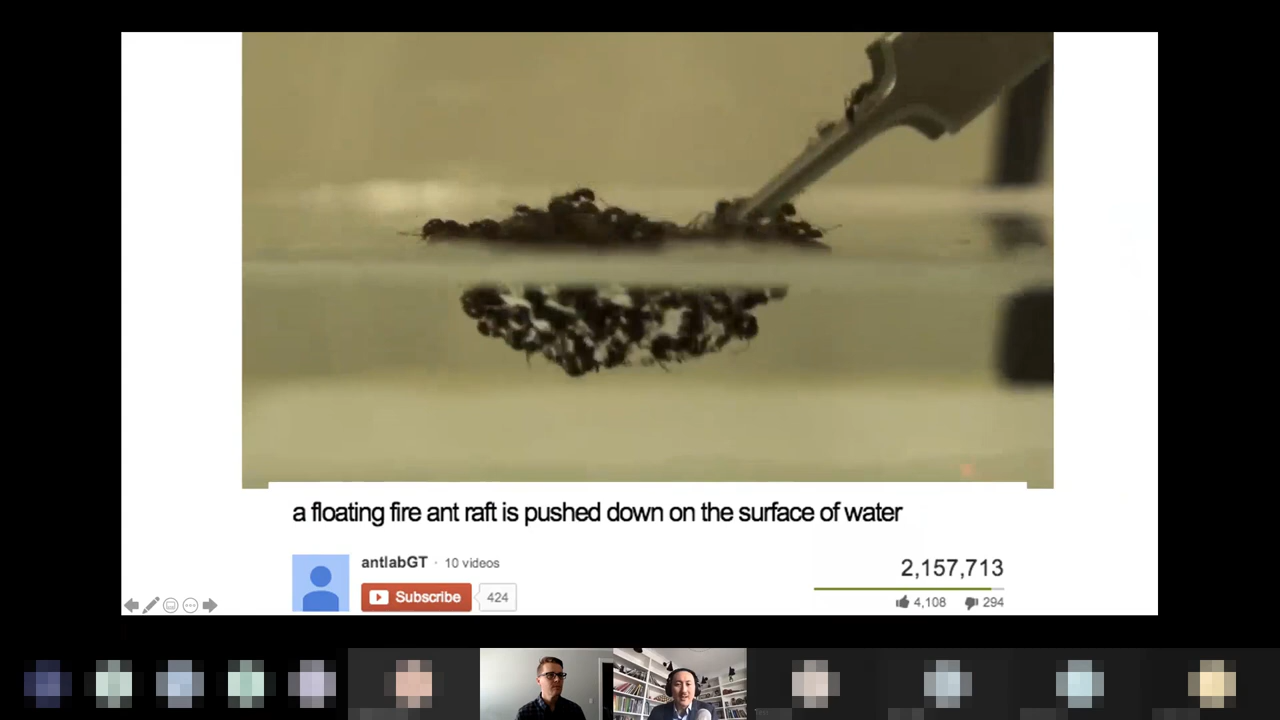 a floating fire ant raft is pushed down on the surface of water
antlabGT · 10 videos
2,157,713
Subscribe 424
4,108 294